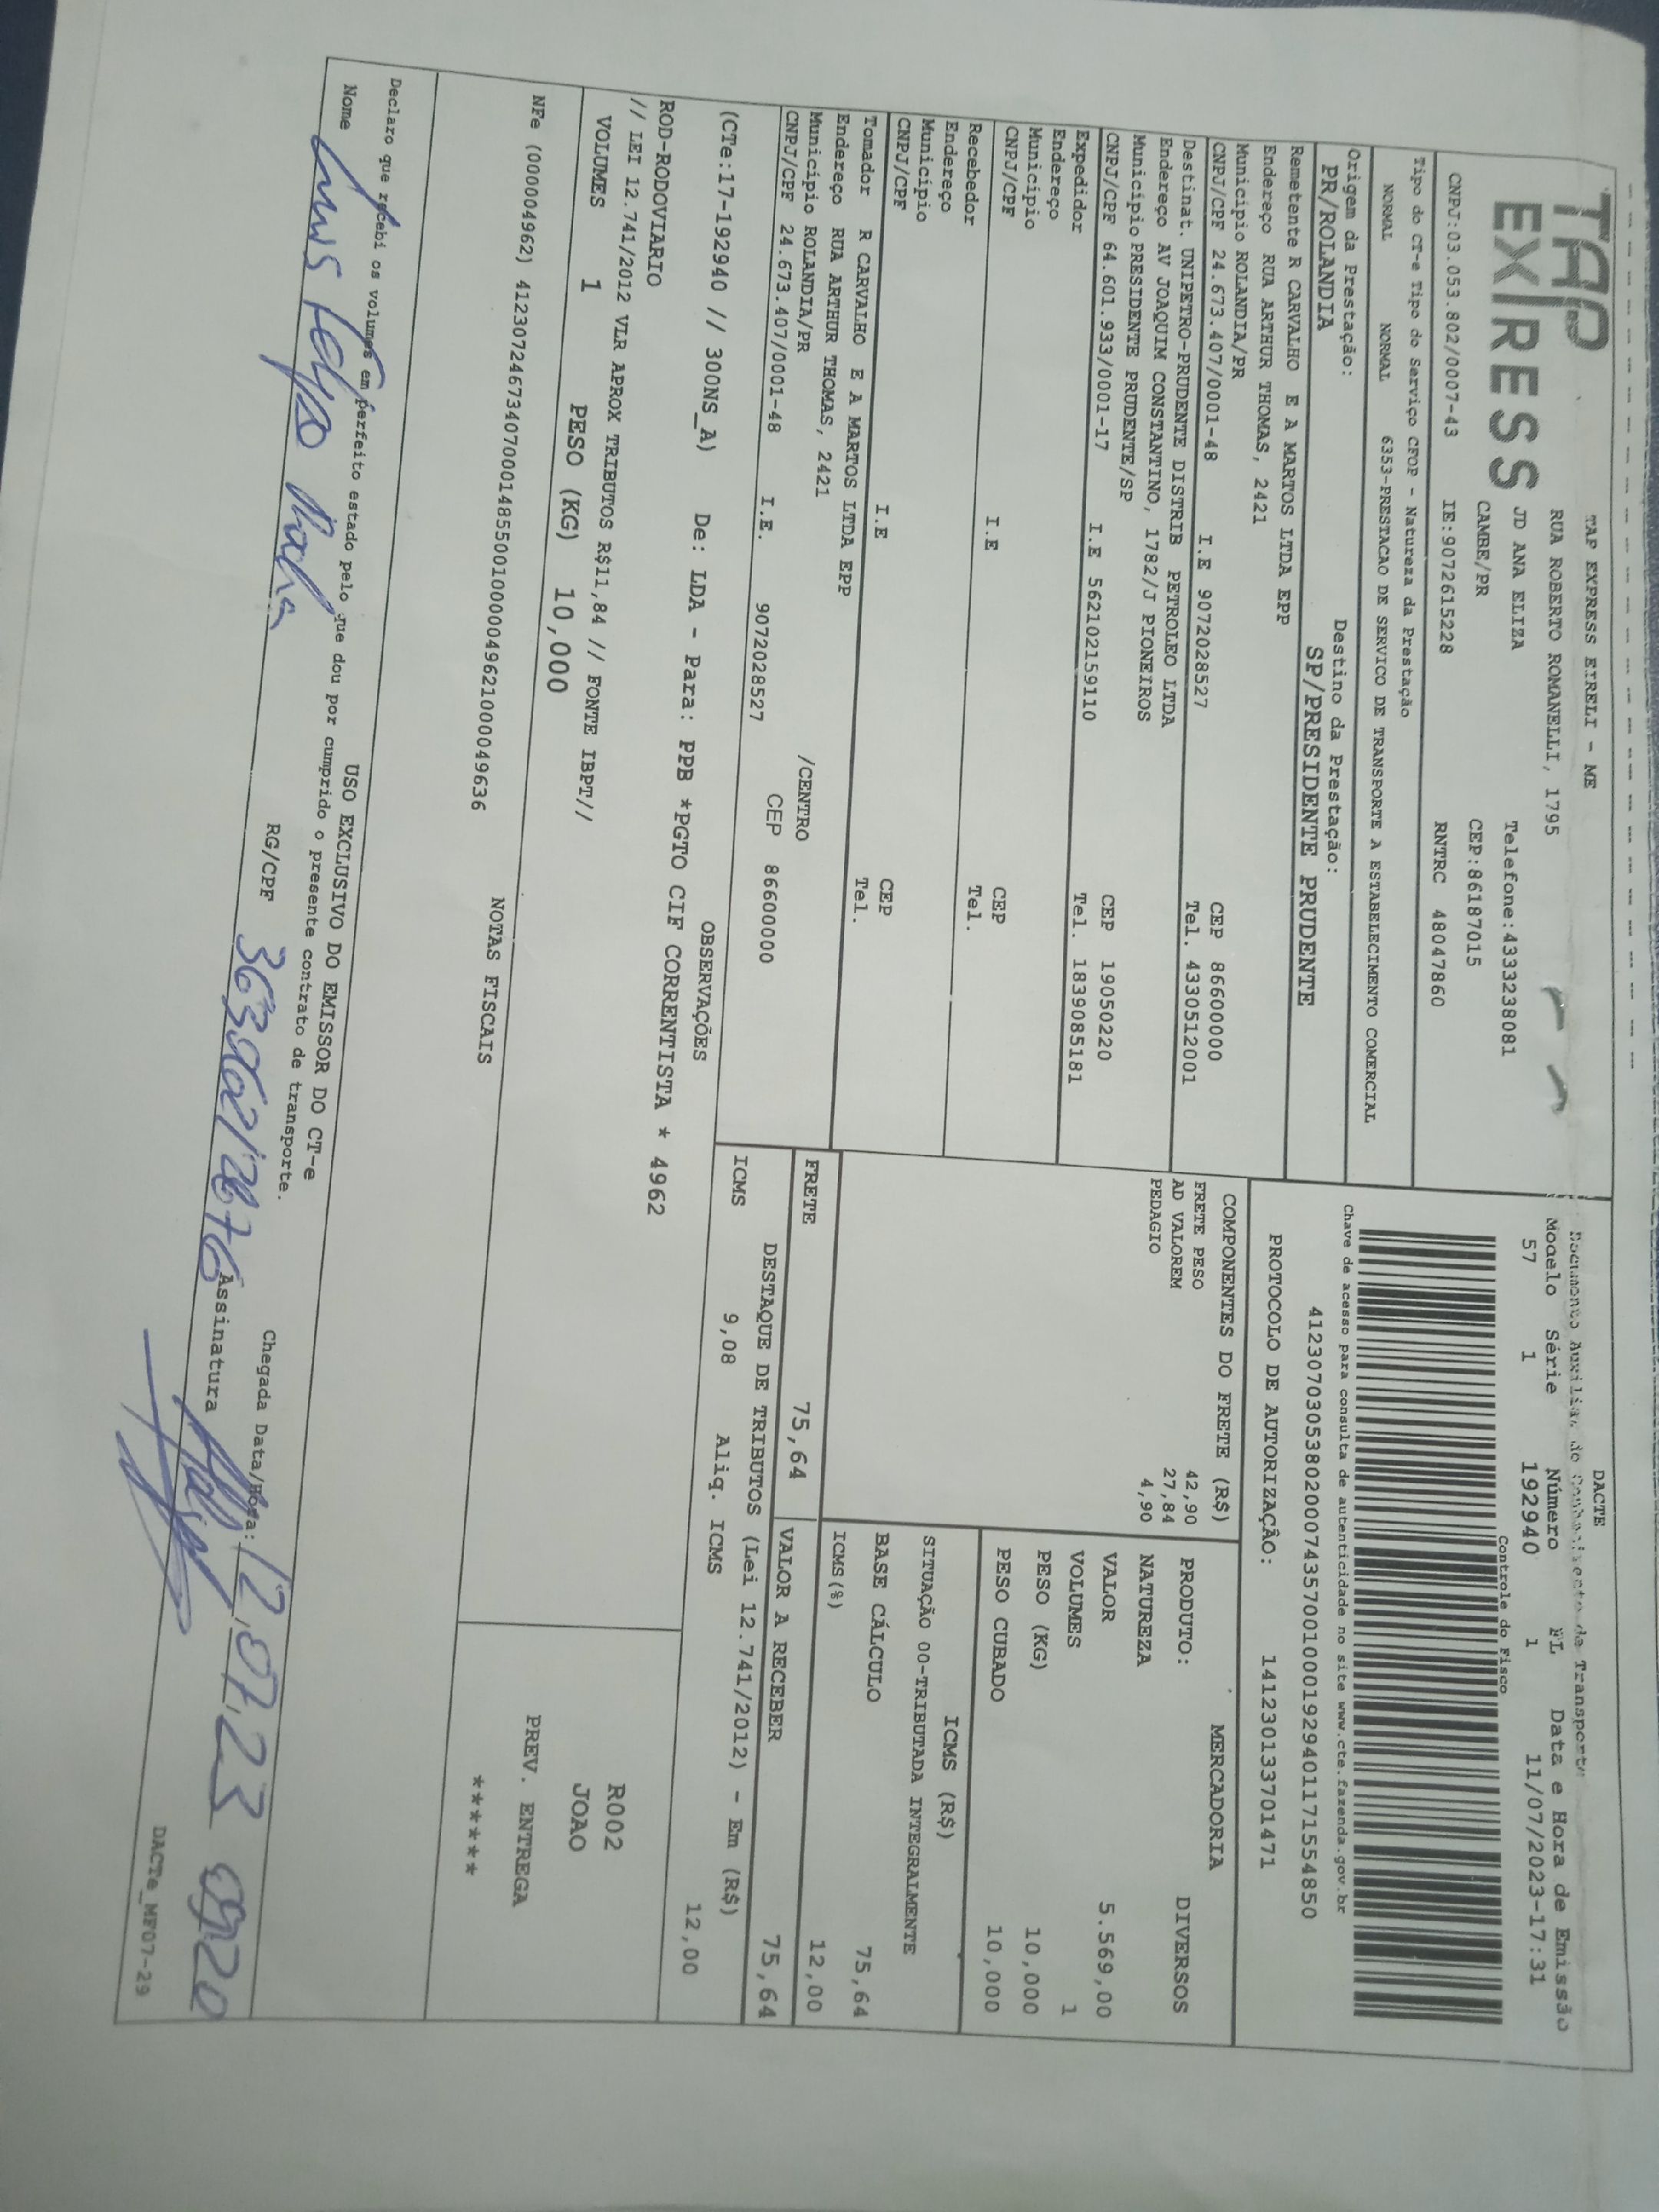 TAP
EX/RESS
TAP EXPRESS EIRELI - ME
RUA ROBERTO ROMANELLI, 1795
JD ANA ELIZA
Telefone:4333238081
CAMBE/PR
CEP:86187015
CNPJ:03.053.802/0007-43 IE:9072615228 RNTRC 48047860
DACTE
Documento Auxiliar do Conhecimento de Transporte
Modelo Série Número FL Data e Hora de Emissão
57 1 192940 1 11/07/2023-17:31
Controle do Fisco
Tipo do CT-e Tipo do Serviço CFOP - Natureza da Prestação
NORMAL NORMAL 6353-PRESTACAO DE SERVICO DE TRANSPORTE A ESTABELECIMENTO COMERCIAL
Chave de acesso para consulta de autenticidade no site www.cte.fazenda.gov.br
41230703053802000743570010001929401171554850
Origem da Prestação: Destino da Prestação:
PR/ROLANDIA SP/PRESIDENTE PRUDENTE
PROTOCOLO DE AUTORIZAÇÃO: 141230133701471
Remetente R CARVALHO E A MARTOS LTDA EPP
Endereço RUA ARTHUR THOMAS, 2421
Município ROLANDIA/PR CEP 86600000
CNPJ/CPF 24.673.407/0001-48 I.E 9072028527 Tel. 4330512001
Destinat. UNIPETRO-PRUDENTE DISTRIB PETROLEO LTDA
Endereço AV JOAQUIM CONSTANTINO, 1782/J PIONEIROS
Município PRESIDENTE PRUDENTE/SP CEP 19050220
CNPJ/CPF 64.601.933/0001-17 I.E 562102159110 Tel. 1839085181
Expedidor
Endereço
Município CEP
CNPJ/CPF I.E Tel.
Recebedor
Endereço
Município CEP
CNPJ/CPF I.E Tel.
Tomador R CARVALHO E A MARTOS LTDA EPP
Endereço RUA ARTHUR THOMAS, 2421 /CENTRO
Município ROLANDIA/PR CEP 86600000
CNPJ/CPF 24.673.407/0001-48 I.E. 9072028527
COMPONENTES DO FRETE (R$)
FRETE PESO 42,90
AD VALOREM 27,84
PEDAGIO 4,90
MERCADORIA
PRODUTO: DIVERSOS
NATUREZA
VALOR 5.569,00
VOLUMES 1
PESO (KG) 10,000
PESO CUBADO 10,000
ICMS (R$)
SITUAÇÃO 00-TRIBUTADA INTEGRALMENTE
BASE CÁLCULO 75,64
ICMS(%) 12,00
FRETE 75,64 VALOR A RECEBER 75,64
DESTAQUE DE TRIBUTOS (Lei 12.741/2012) - Em (R$)
ICMS 9,08 Aliq. ICMS 12,00
OBSERVAÇÕES
(CTe:17-192940 // 300NS_A) De: LDA - Para: PPB *PGTO CIF CORRENTISTA * 4962
ROD-RODOVIARIO
// LEI 12.741/2012 VLR APROX TRIBUTOS R$11,84 // FONTE IBPT//
VOLUMES 1 PESO (KG) 10,000
R002
JOAO
PREV. ENTREGA
*******
NOTAS FISCAIS
NFe (000004962) 41230724673407000148550010000049621000049636
USO EXCLUSIVO DO EMISSOR DO CT-e
Declaro que recebi os volumes em perfeito estado pelo que dou por cumprido o presente contrato de transporte.
Nome RG/CPF Assinatura
Chegada Data/Hora: 12,07,23 0920
DACTe_MF07-29